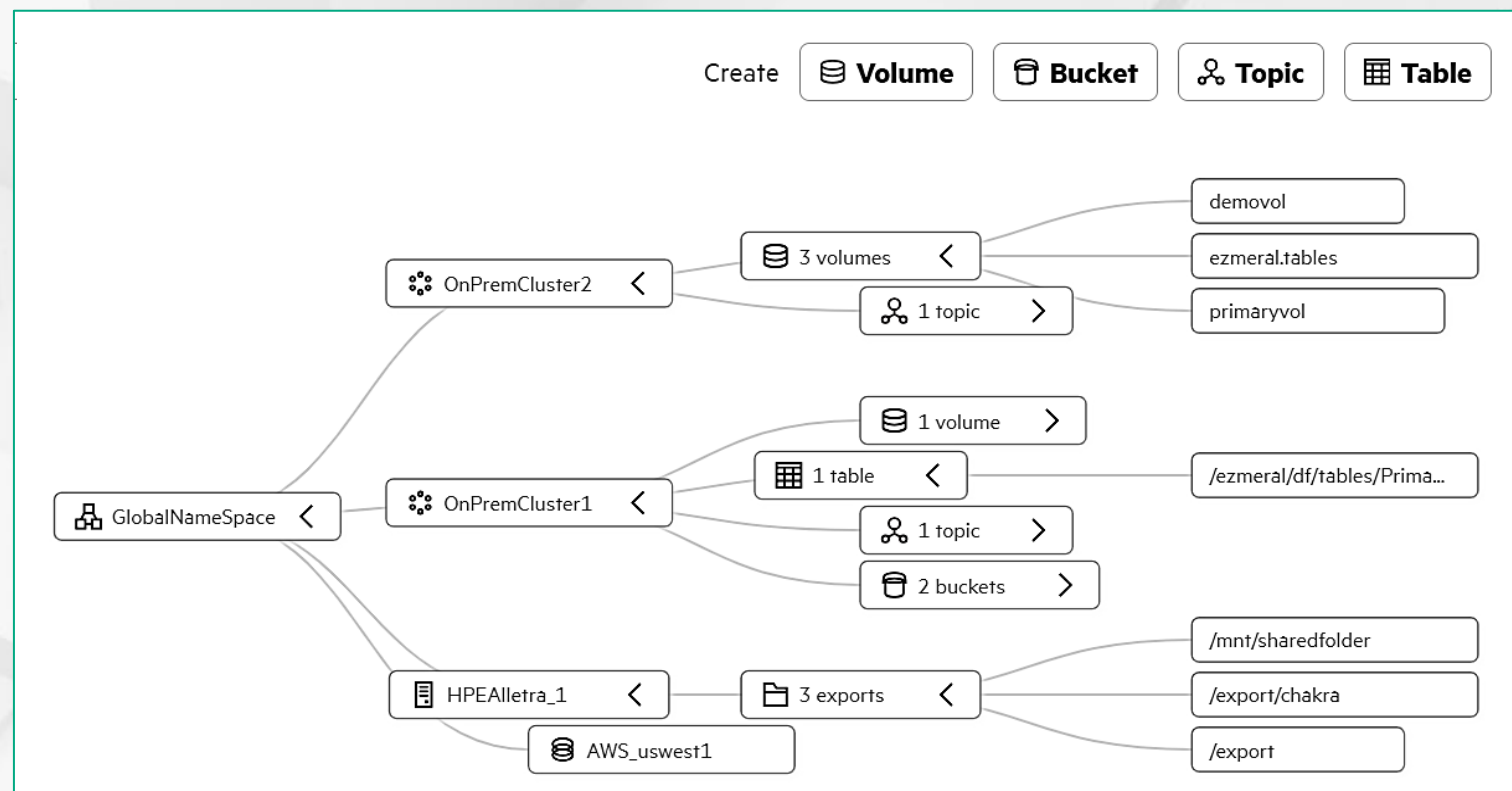 Create Volume Bucket Topic Table
demovol
3 volumes
ezmeral.tables
OnPremCluster2
1 topic
primaryvol
1 volume
1 table
/ezmeral/df/tables/Prima...
OnPremCluster1
GlobalNameSpace
1 topic
2 buckets
/mnt/sharedfolder
HPEAlletra_1
3 exports
/export/chakra
AWS_uswest1
/export